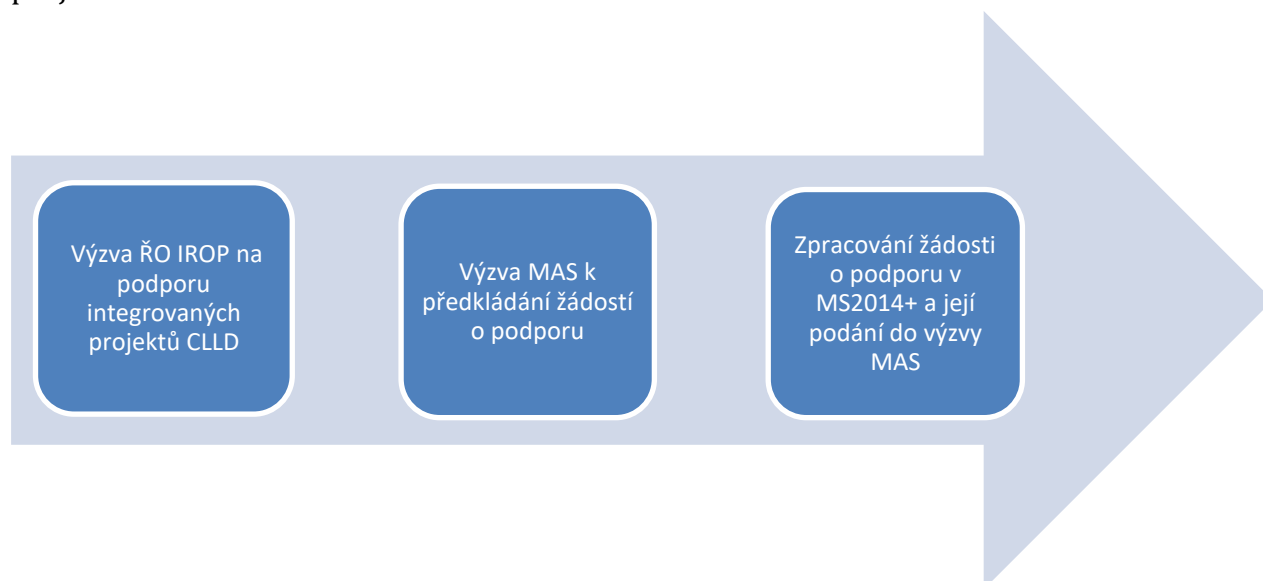 Výzva ŘO IROP na
podporu
integrovaných
projektů CLLD
Výzva MAS k
předkládání žádostí
o podporu
Zpracování žádosti
o podporu v
MS2014+ a její
podání do výzvy
MAS